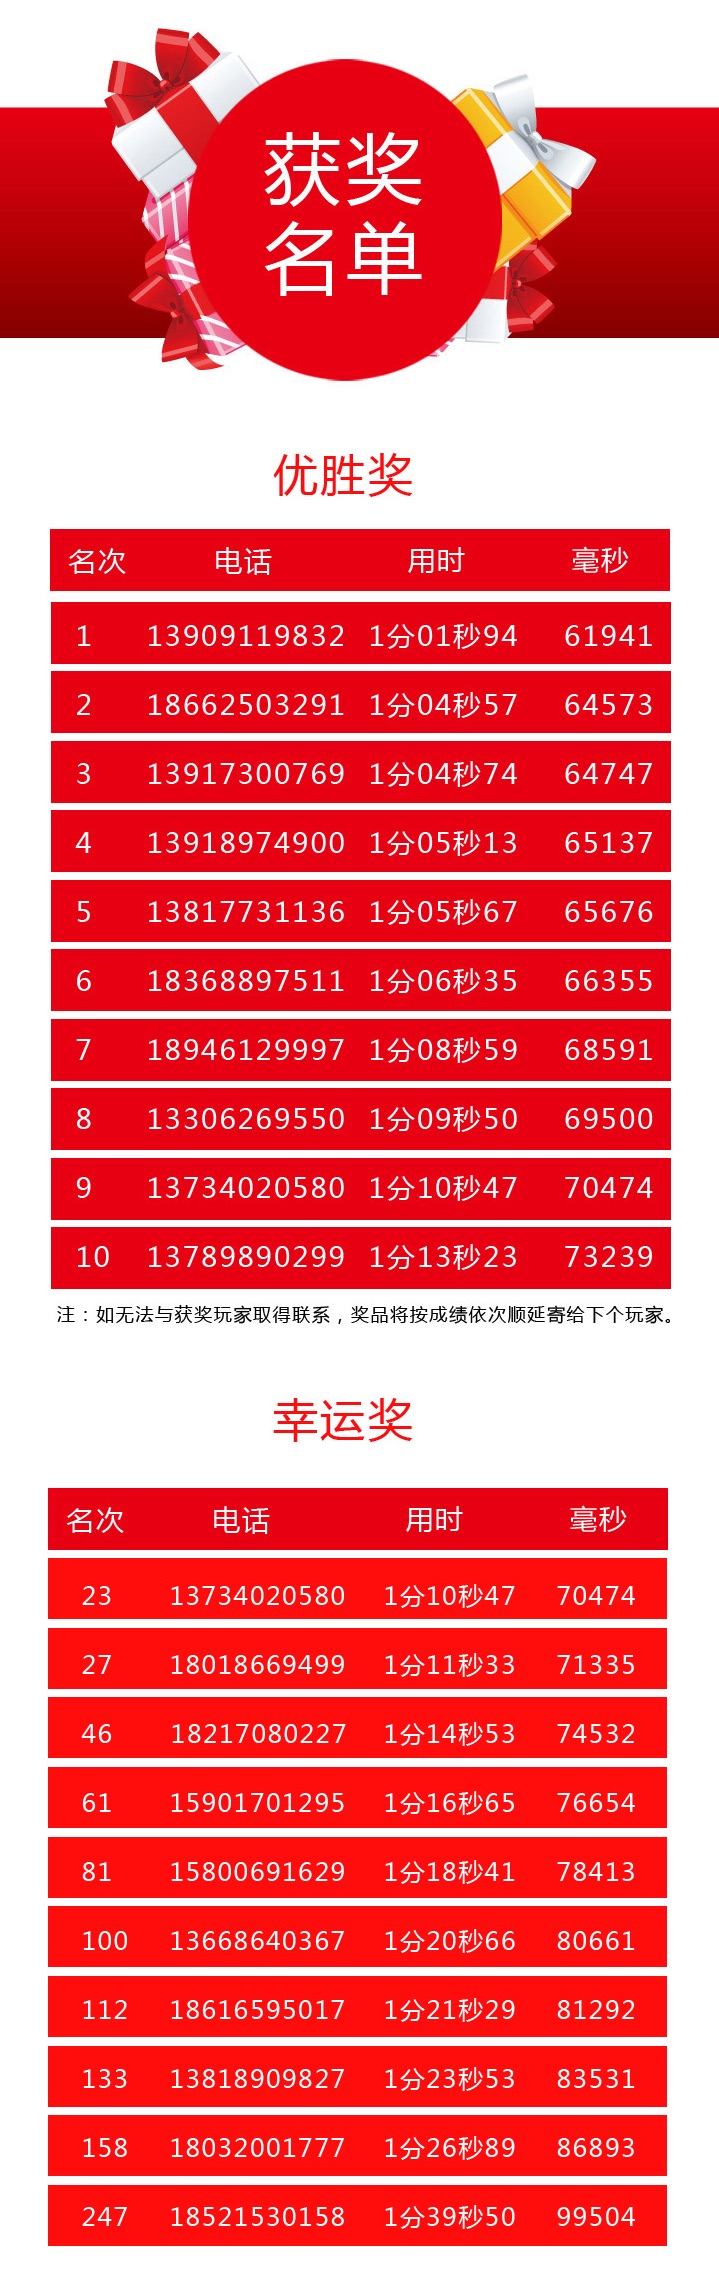 获奖
名单
优胜奖
名次 电话 用时 毫秒
1 13909119832 1分01秒94 61941
2 18662503291 1分04秒57 64573
3 13917300769 1分04秒74 64747
4 13918974900 1分05秒13 65137
5 13817731136 1分05秒67 65676
6 18368897511 1分06秒35 66355
7 18946129997 1分08秒59 68591
8 13306269550 1分09秒50 69500
9 13734020580 1分10秒47 70474
10 13789890299 1分13秒23 73239
注：如无法与获奖玩家取得联系，奖品将按成绩依次顺延寄给下个玩家。
幸运奖
名次 电话 用时 毫秒
23 13734020580 1分10秒47 70474
27 18018669499 1分11秒33 71335
46 18217080227 1分14秒53 74532
61 15901701295 1分16秒65 76654
81 15800691629 1分18秒41 78413
100 13668640367 1分20秒66 80661
112 18616595017 1分21秒29 81292
133 13818909827 1分23秒53 83531
158 18032001777 1分26秒89 86893
247 18521530158 1分39秒50 99504